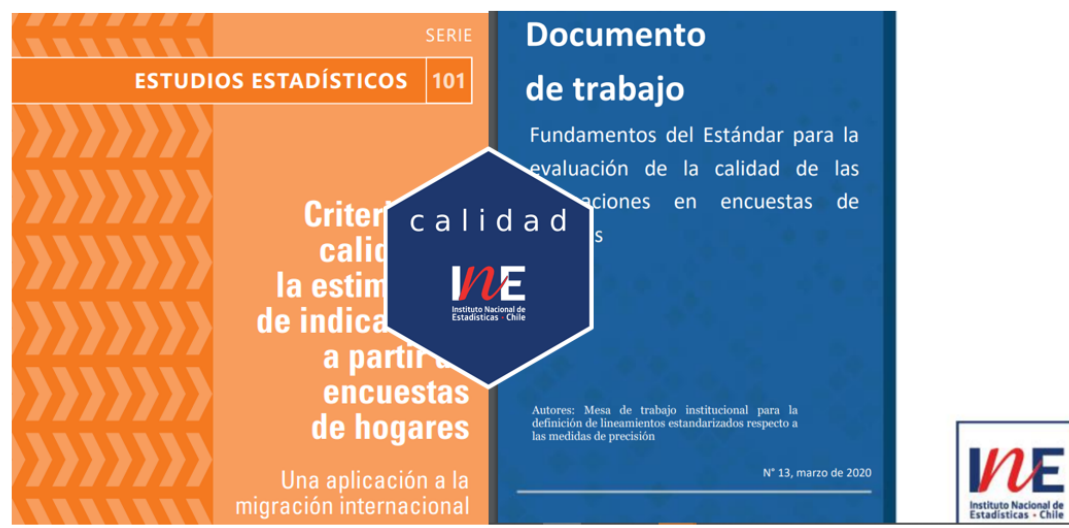 SERIE
ESTUDIOS ESTADÍSTICOS 101
la
de
a partir
encuestas
de hogares
Una aplicación a la
migración internacional
calidad
INE
Instituto Nacional de
Estadísticas - Chile
Documento
de trabajo
Fundamentos del Estándar para la
evaluación de la calidad de las
en encuestas de
Autores: Mesa de trabajo institucional para la
definición de lineamientos estandarizados respecto a
las medidas de precisión
N° 13, marzo de 2020
INE
Instituto Nacional de
Estadísticas - Chile